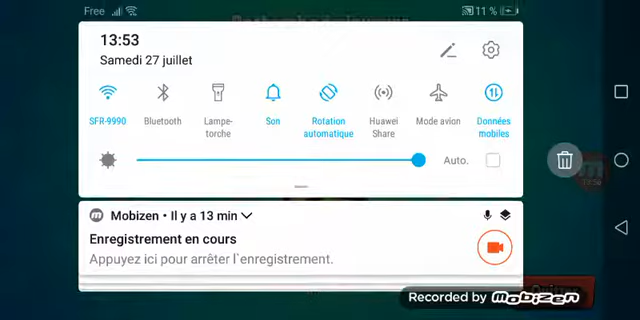 Free
11 %
13:53
Samedi 27 juillet
SFR-9990
Bluetooth
Lampe-
torche
Son
Rotation
automatique
Huawei
Share
Mode avion
Données
mobiles
Auto.
Mobizen • Il y a 13 min
Enregistrement en cours
Appuyez ici pour arrêter l`enregistrement.
Recorded by mobizen